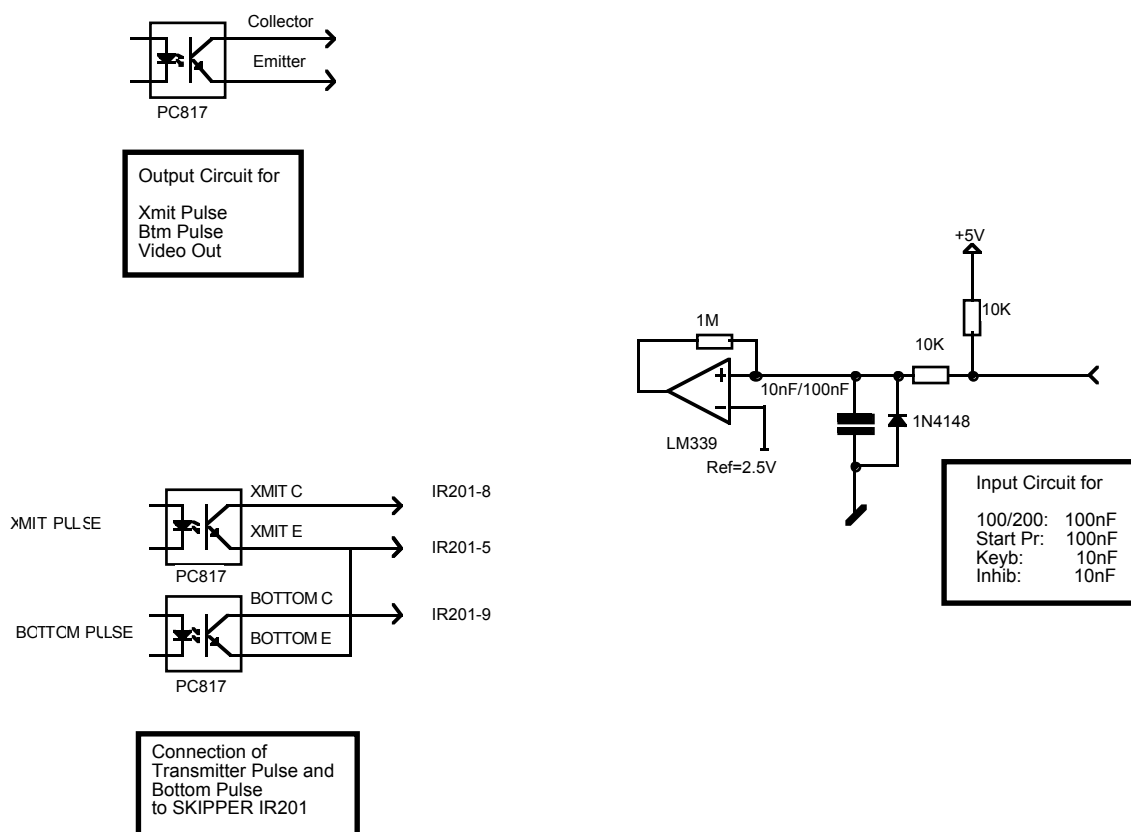 Collector
Emitter
PC817
Output Circuit for
Xmit Pulse
Btm Pulse
Video Out
+5V
10K
1M
10K
+
10nF/100nF
-
1N4148
LM339
Ref=2.5V
Input Circuit for
100/200: 100nF
Start Pr: 100nF
Keyb: 10nF
Inhib: 10nF
XMIT PULSE
XMIT C
IR201-8
XMIT E
IR201-5
PC817
BOTTOM PULSE
BOTTOM C
IR201-9
BOTTOM E
PC817
Connection of
Transmitter Pulse and
Bottom Pulse
to SKIPPER IR201